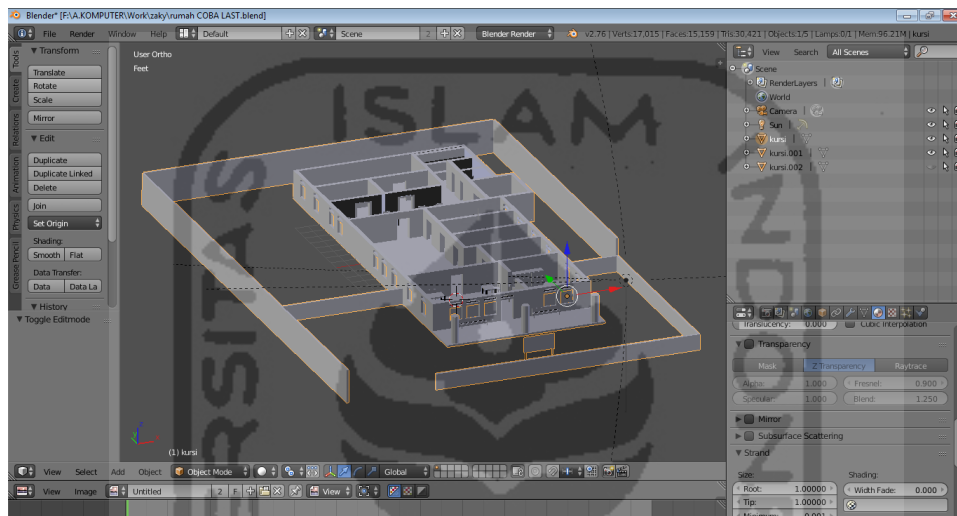 Blender* [F:\A.KOMPUTER\Work\zaky\rumah COBA LAST.blend]
File Render Window Help Default Scene 2 Blender Render v2.76 | Verts:17,015 | Faces:15,159 | Tris:30,421 | Objects:1/5 | Lamps:0/1 | Mem:96.21M | kursi
Tools
Create
Relations
Animation
Physics
Grease Pencil
Transform
Translate
Rotate
Scale
Mirror
Edit
Duplicate
Duplicate Linked
Delete
Join
Set Origin
Shading:
Smooth Flat
Data Transfer:
Data Data La
History
Toggle Editmode
User Ortho
Feet
ISLAM
(1) kursi
View Select Add Object Object Mode Global
View Image Untitled 2 F View
View Search All Scenes
Scene
RenderLayers
World
Camera
Sun
kursi
kursi.001
kursi.002
Translucency: 0.000 Cubic Interpolation
Transparency
Mask Z Transparency Raytrace
Alpha: 1.000 Fresnel: 0.900
Specular: 1.000 Blend: 1.250
Mirror
Subsurface Scattering
Strand
Size: Shading:
Root: 1.00000 Width Fade: 0.000
Tip: 1.00000
Minimum: 0.001